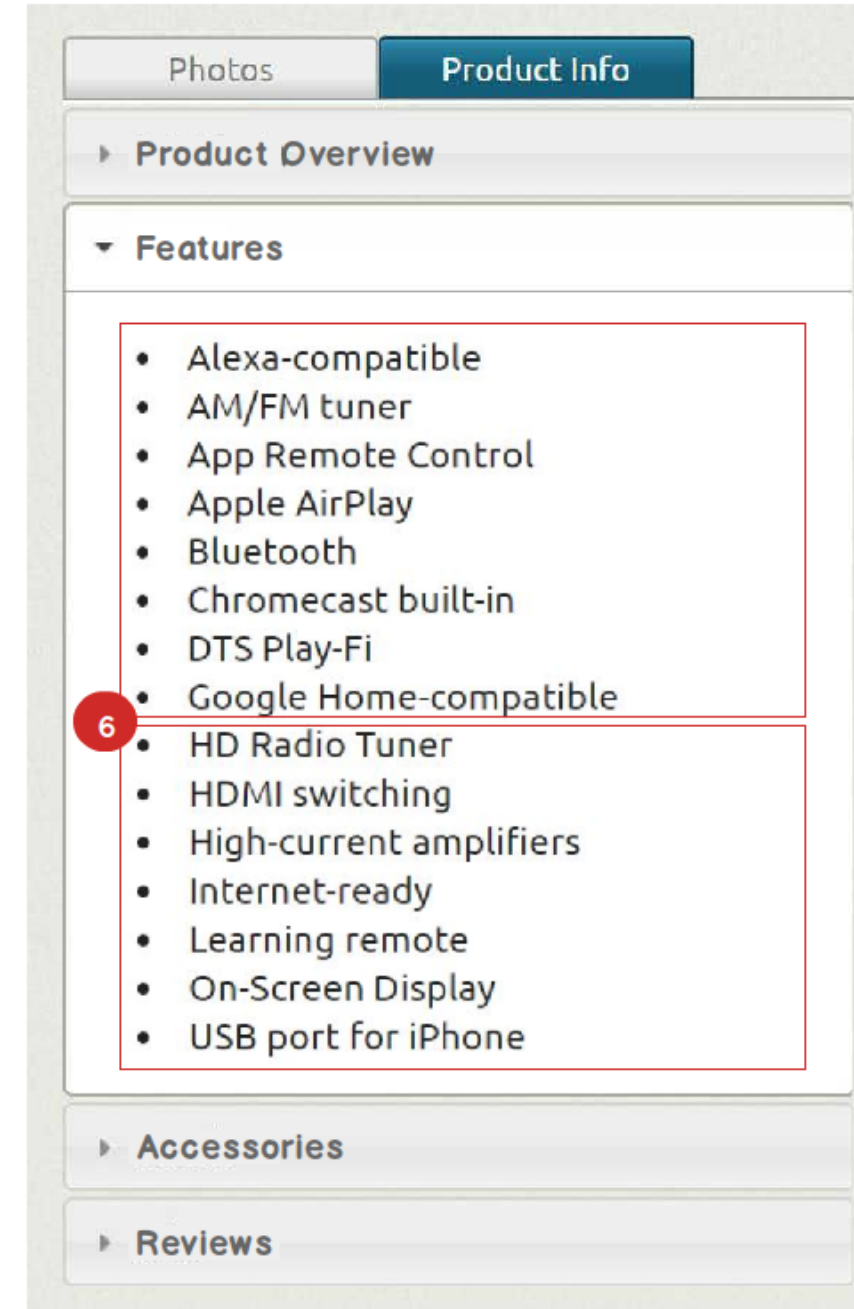 Photos Product Info
Product Overview
Features
• Alexa-compatible
• AM/FM tuner
• App Remote Control
• Apple AirPlay
• Bluetooth
• Chromecast built-in
• DTS Play-Fi
• Google Home-compatible
6
• HD Radio Tuner
• HDMI switching
• High-current amplifiers
• Internet-ready
• Learning remote
• On-Screen Display
• USB port for iPhone
Accessories
Reviews